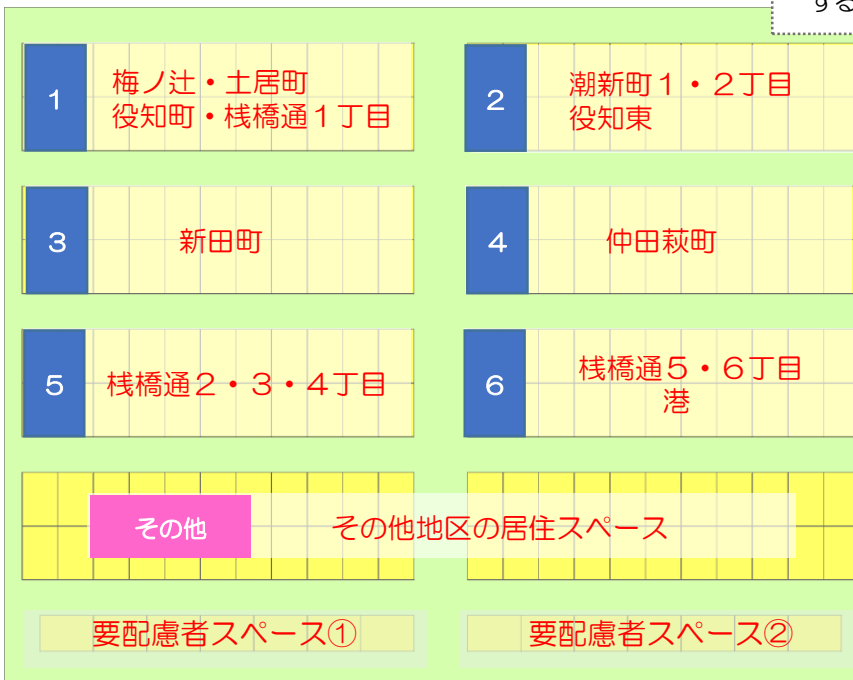 する
1
梅ノ辻・土居町
役知町・桟橋通１丁目
2
潮新町１・２丁目
役知東
3
新田町
4
仲田萩町
5
桟橋通２・３・４丁目
6
桟橋通５・６丁目
港
その他
その他地区の居住スペース
要配慮者スペース①
要配慮者スペース②